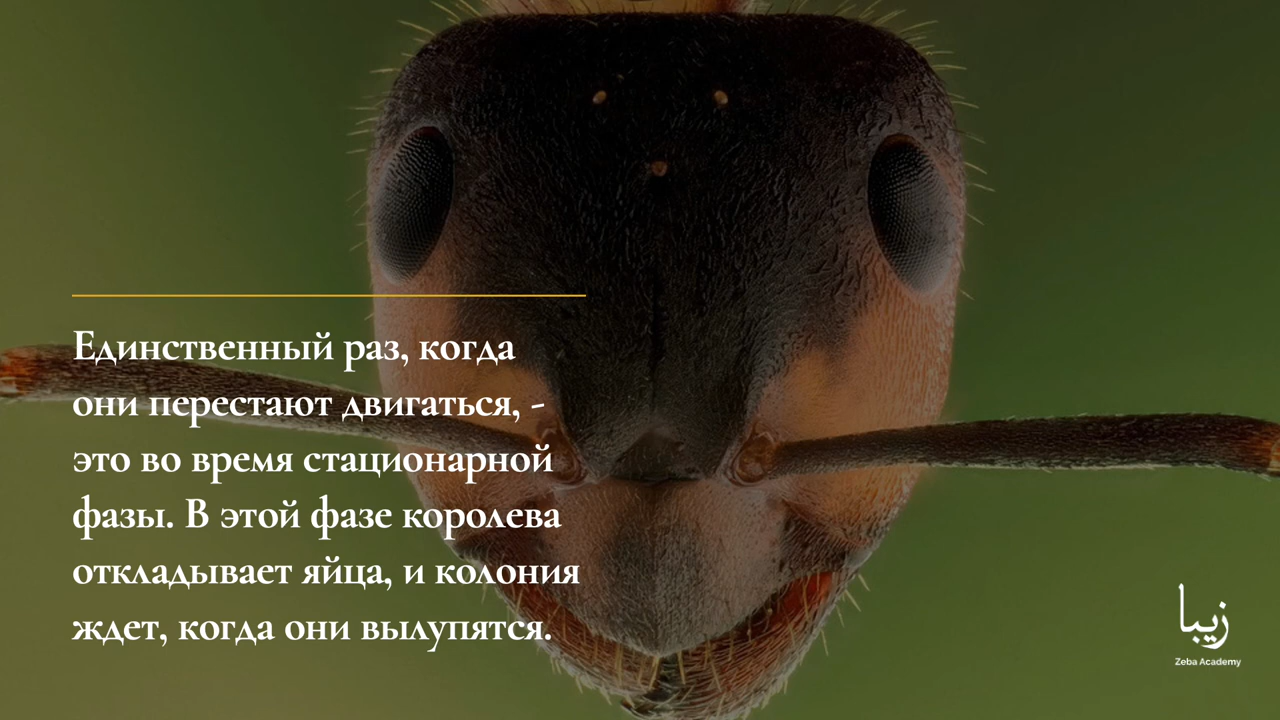 Единственный раз, когда
они перестают двигаться, -
это во время стационарной
фазы. В этой фазе королева
откладывает яйца, и колония
ждет, когда они вылупятся.
زیبا
Zeba Academy